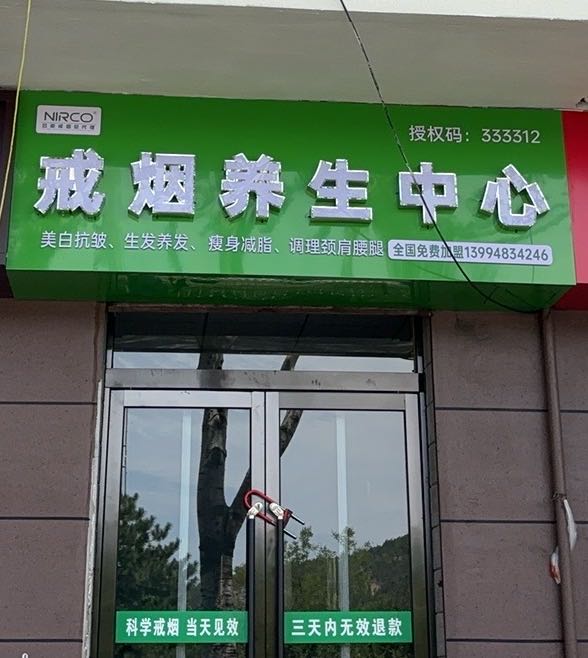 NIRCO®
授权码：333312
戒烟养生中心
美白抗皱、生发养发、瘦身减脂、调理颈肩腰腿
全国免费加盟13994834246
科学戒烟 当天见效
三天内无效退款